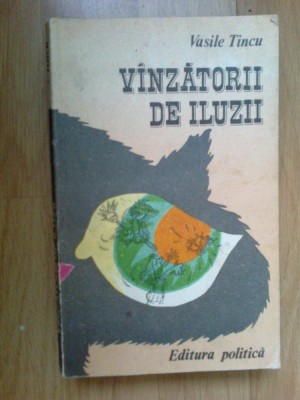 Vasile Tincu
VÎNZĂTORII
DE ILUZII
Editura politică